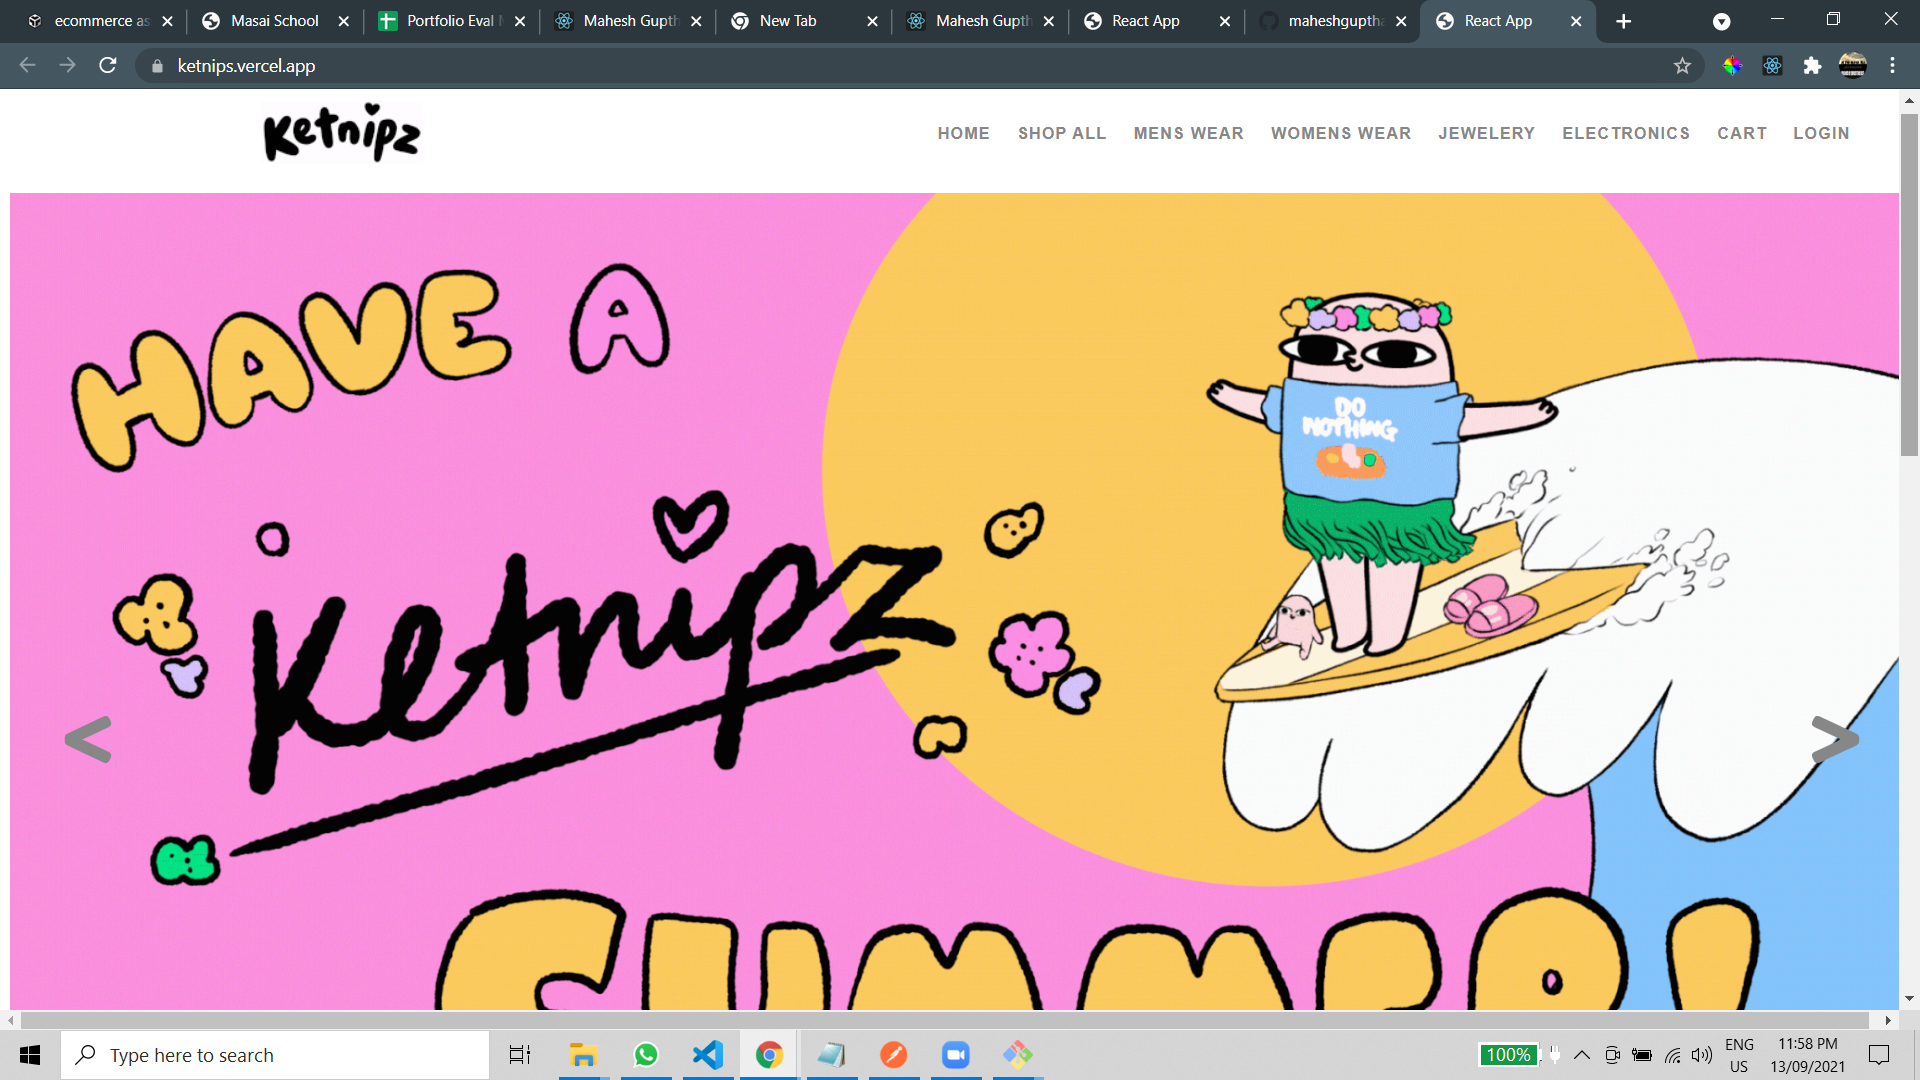 ecommerce as
Masai School
Portfolio Eval M
Mahesh Gupth
New Tab
Mahesh Gupth
React App
maheshguptha
React App
ketnips.vercel.app
Ketnipz
HOME SHOP ALL MENS WEAR WOMENS WEAR JEWELERY ELECTRONICS CART LOGIN
HAVE A
DO
NOTHING
Ketnipz
<
>
SUMMER!
Type here to search
100%
ENG
US
11:58 PM
13/09/2021